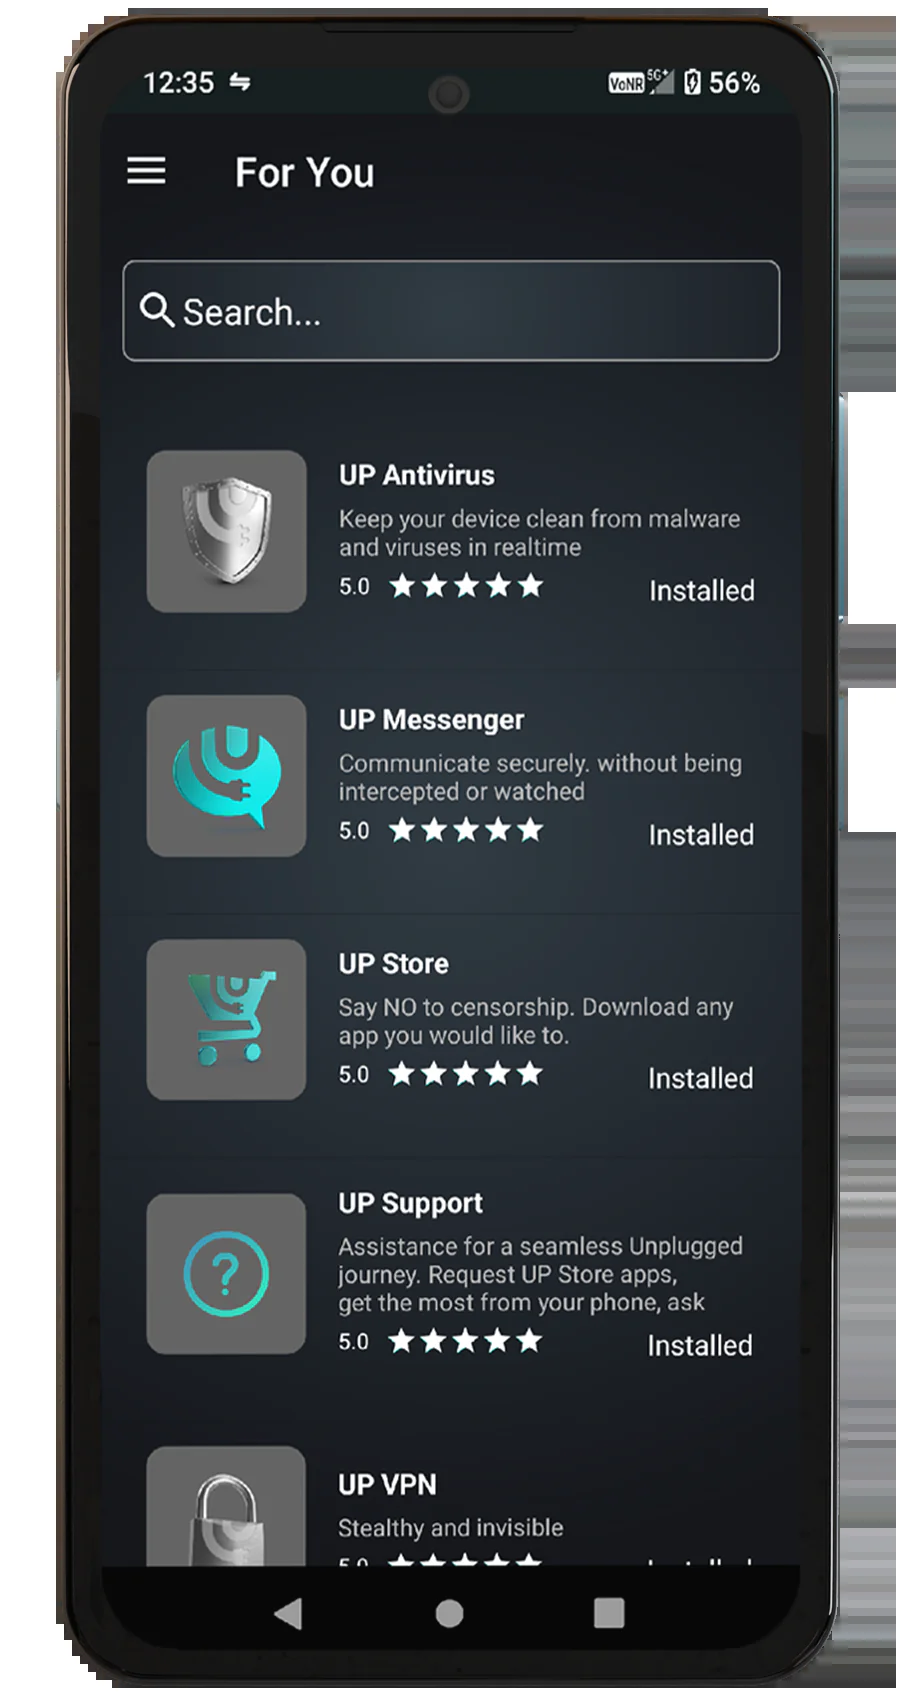 12:35 VoNR 5G+ 56%
For You
Search...
UP Antivirus
Keep your device clean from malware
and viruses in realtime
5.0
Installed
UP Messenger
Communicate securely. without being
intercepted or watched
5.0
Installed
UP Store
Say NO to censorship. Download any
app you would like to.
5.0
Installed
?
UP Support
Assistance for a seamless Unplugged
journey. Request UP Store apps,
get the most from your phone, ask
5.0
Installed
UP VPN
Stealthy and invisible